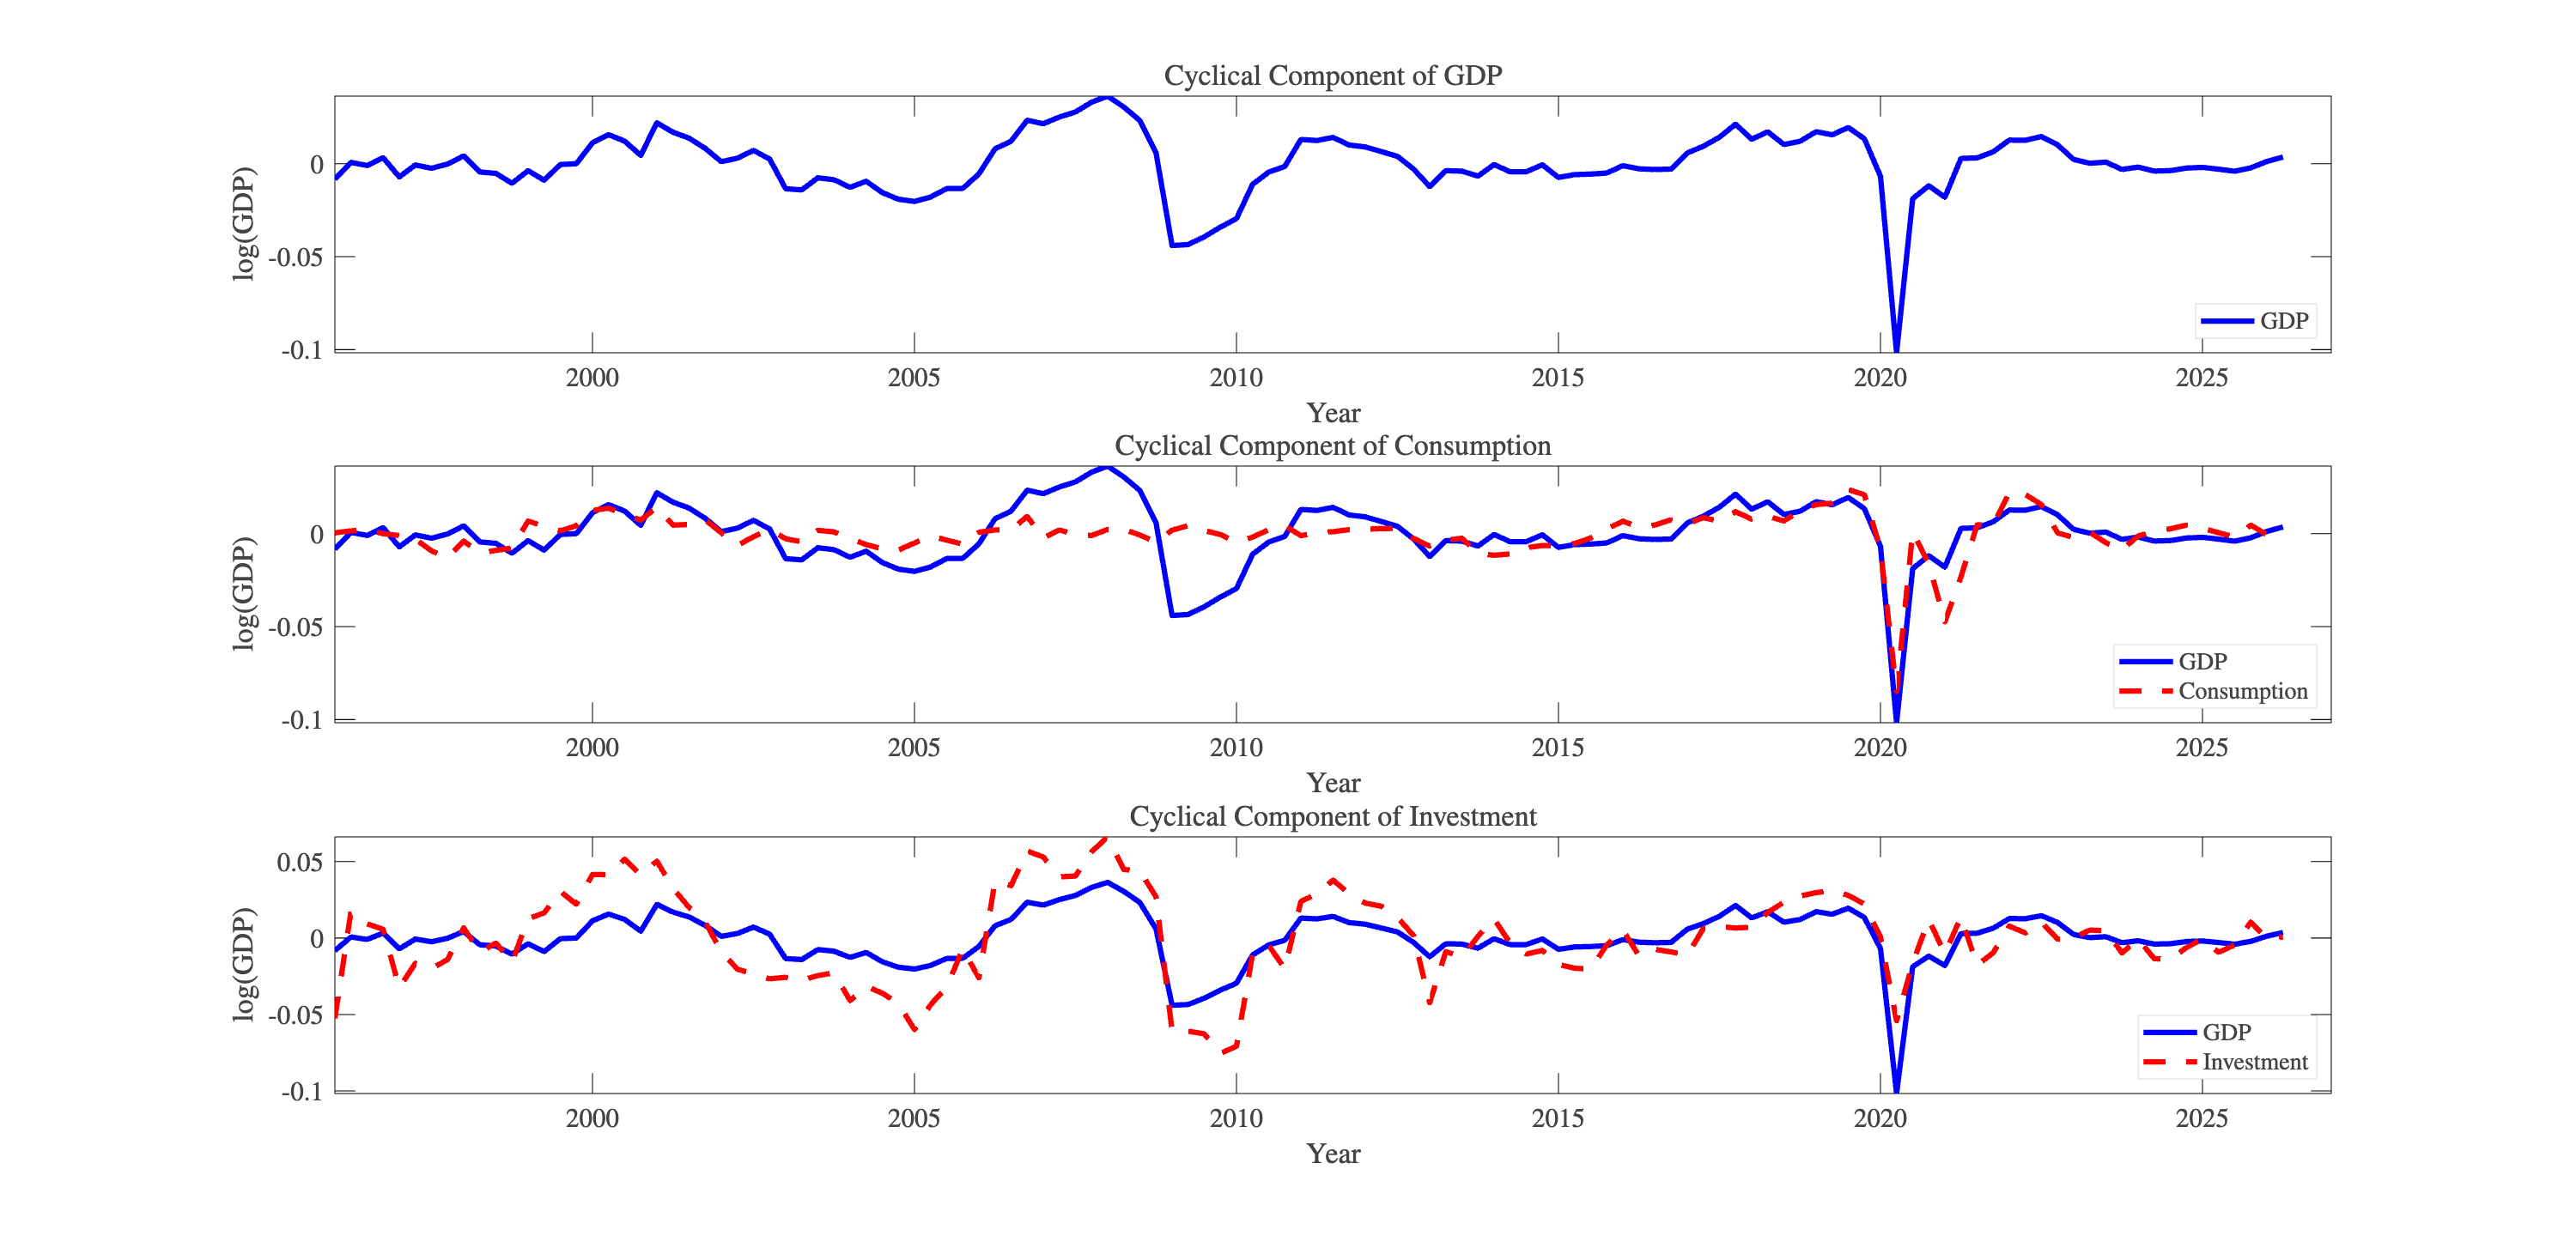 Cyclical Component of GDP
log(GDP)
0
-0.05
-0.1
GDP
2000 2005 2010 2015 2020 2025
Year
Cyclical Component of Consumption
log(GDP)
0
-0.05
-0.1
GDP
Consumption
2000 2005 2010 2015 2020 2025
Year
Cyclical Component of Investment
log(GDP)
0.05
0
-0.05
-0.1
GDP
Investment
2000 2005 2010 2015 2020 2025
Year